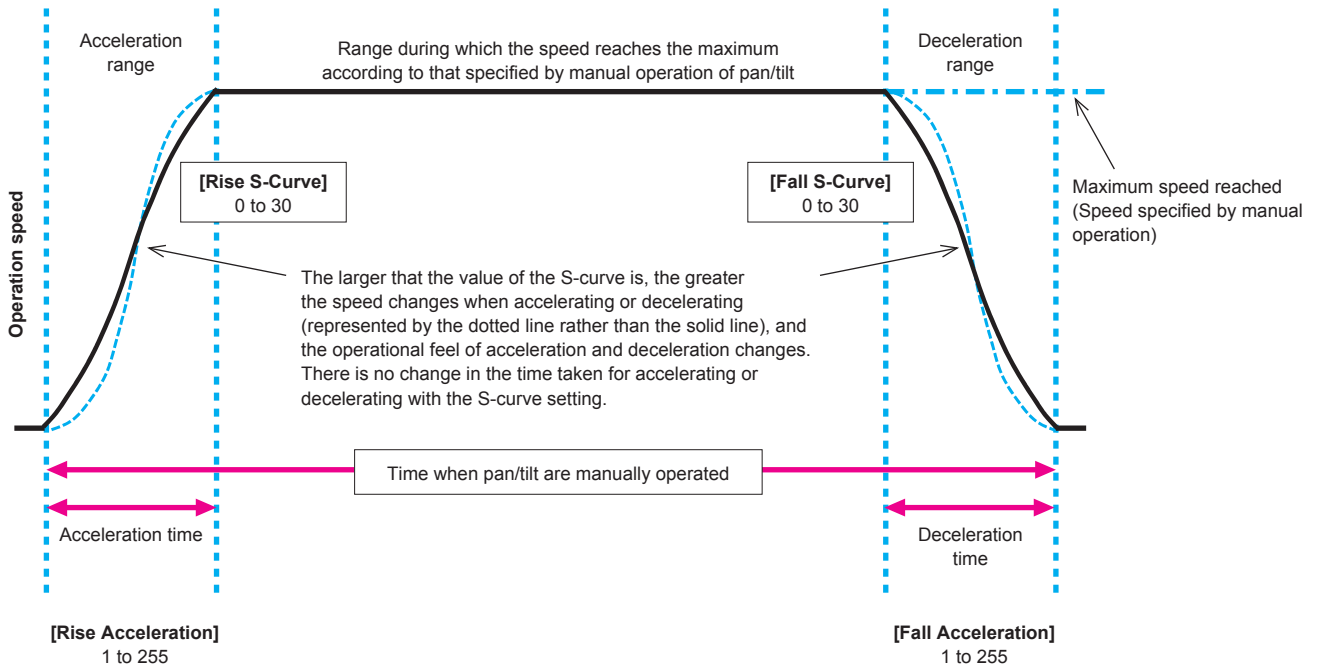 Acceleration
range
Range during which the speed reaches the maximum
according to that specified by manual operation of pan/tilt
Deceleration
range
[Rise S-Curve]
0 to 30
[Fall S-Curve]
0 to 30
Maximum speed reached
(Speed specified by manual
operation)
Operation speed
The larger that the value of the S-curve is, the greater
the speed changes when accelerating or decelerating
(represented by the dotted line rather than the solid line), and
the operational feel of acceleration and deceleration changes.
There is no change in the time taken for accelerating or
decelerating with the S-curve setting.
Time when pan/tilt are manually operated
Acceleration time
Deceleration
time
[Rise Acceleration]
1 to 255
[Fall Acceleration]
1 to 255